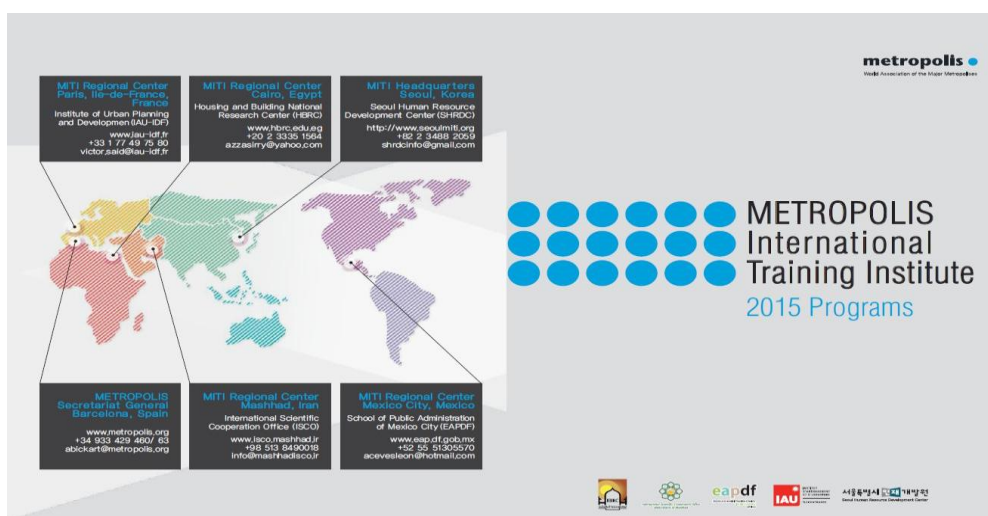 MITI Regional Center
Paris, Ile-de-France,
France
Institute of Urban Planning
and Developmen(IAU-IDF)
www.iau-idf.fr
+33 1 77 49 75 80
victor.said@iau-idf.fr
MITI Regional Center
Cairo, Egypt
Housing and Building National
Research Center (HBRC)
www.hbrc.edu.eg
+20 2 3335 1564
azzasirry@yahoo.com
MITI Headquarters
Seoul, Korea
Seoul Human Resource
Development Center (SHRDC)
http://www.seoulmiti.org
+82 2 3488 2059
shrdcinfo@gmail.com
METROPOLIS
Secretariat General
Barcelona, Spain
www.metropolis.org
+34 933 429 460/ 63
abickart@metropolis.org
MITI Regional Center
Mashhad, Iran
International Scientific
Cooperation Office (ISCO)
www.isco.mashhad.ir
+98 513 8490018
info@mashhadisco.ir
MITI Regional Center
Mexico City, Mexico
School of Public Administration
of Mexico City (EAPDF)
www.eap.df.gob.mx
+52 55 51305570
acevesleon@hotmail.com
metropolis
World Association of the Major Metropolises
METROPOLIS
International
Training Institute
2015 Programs
eapdf
IAU
서울특별시 인재개발원
Seoul Human Resource Development Center